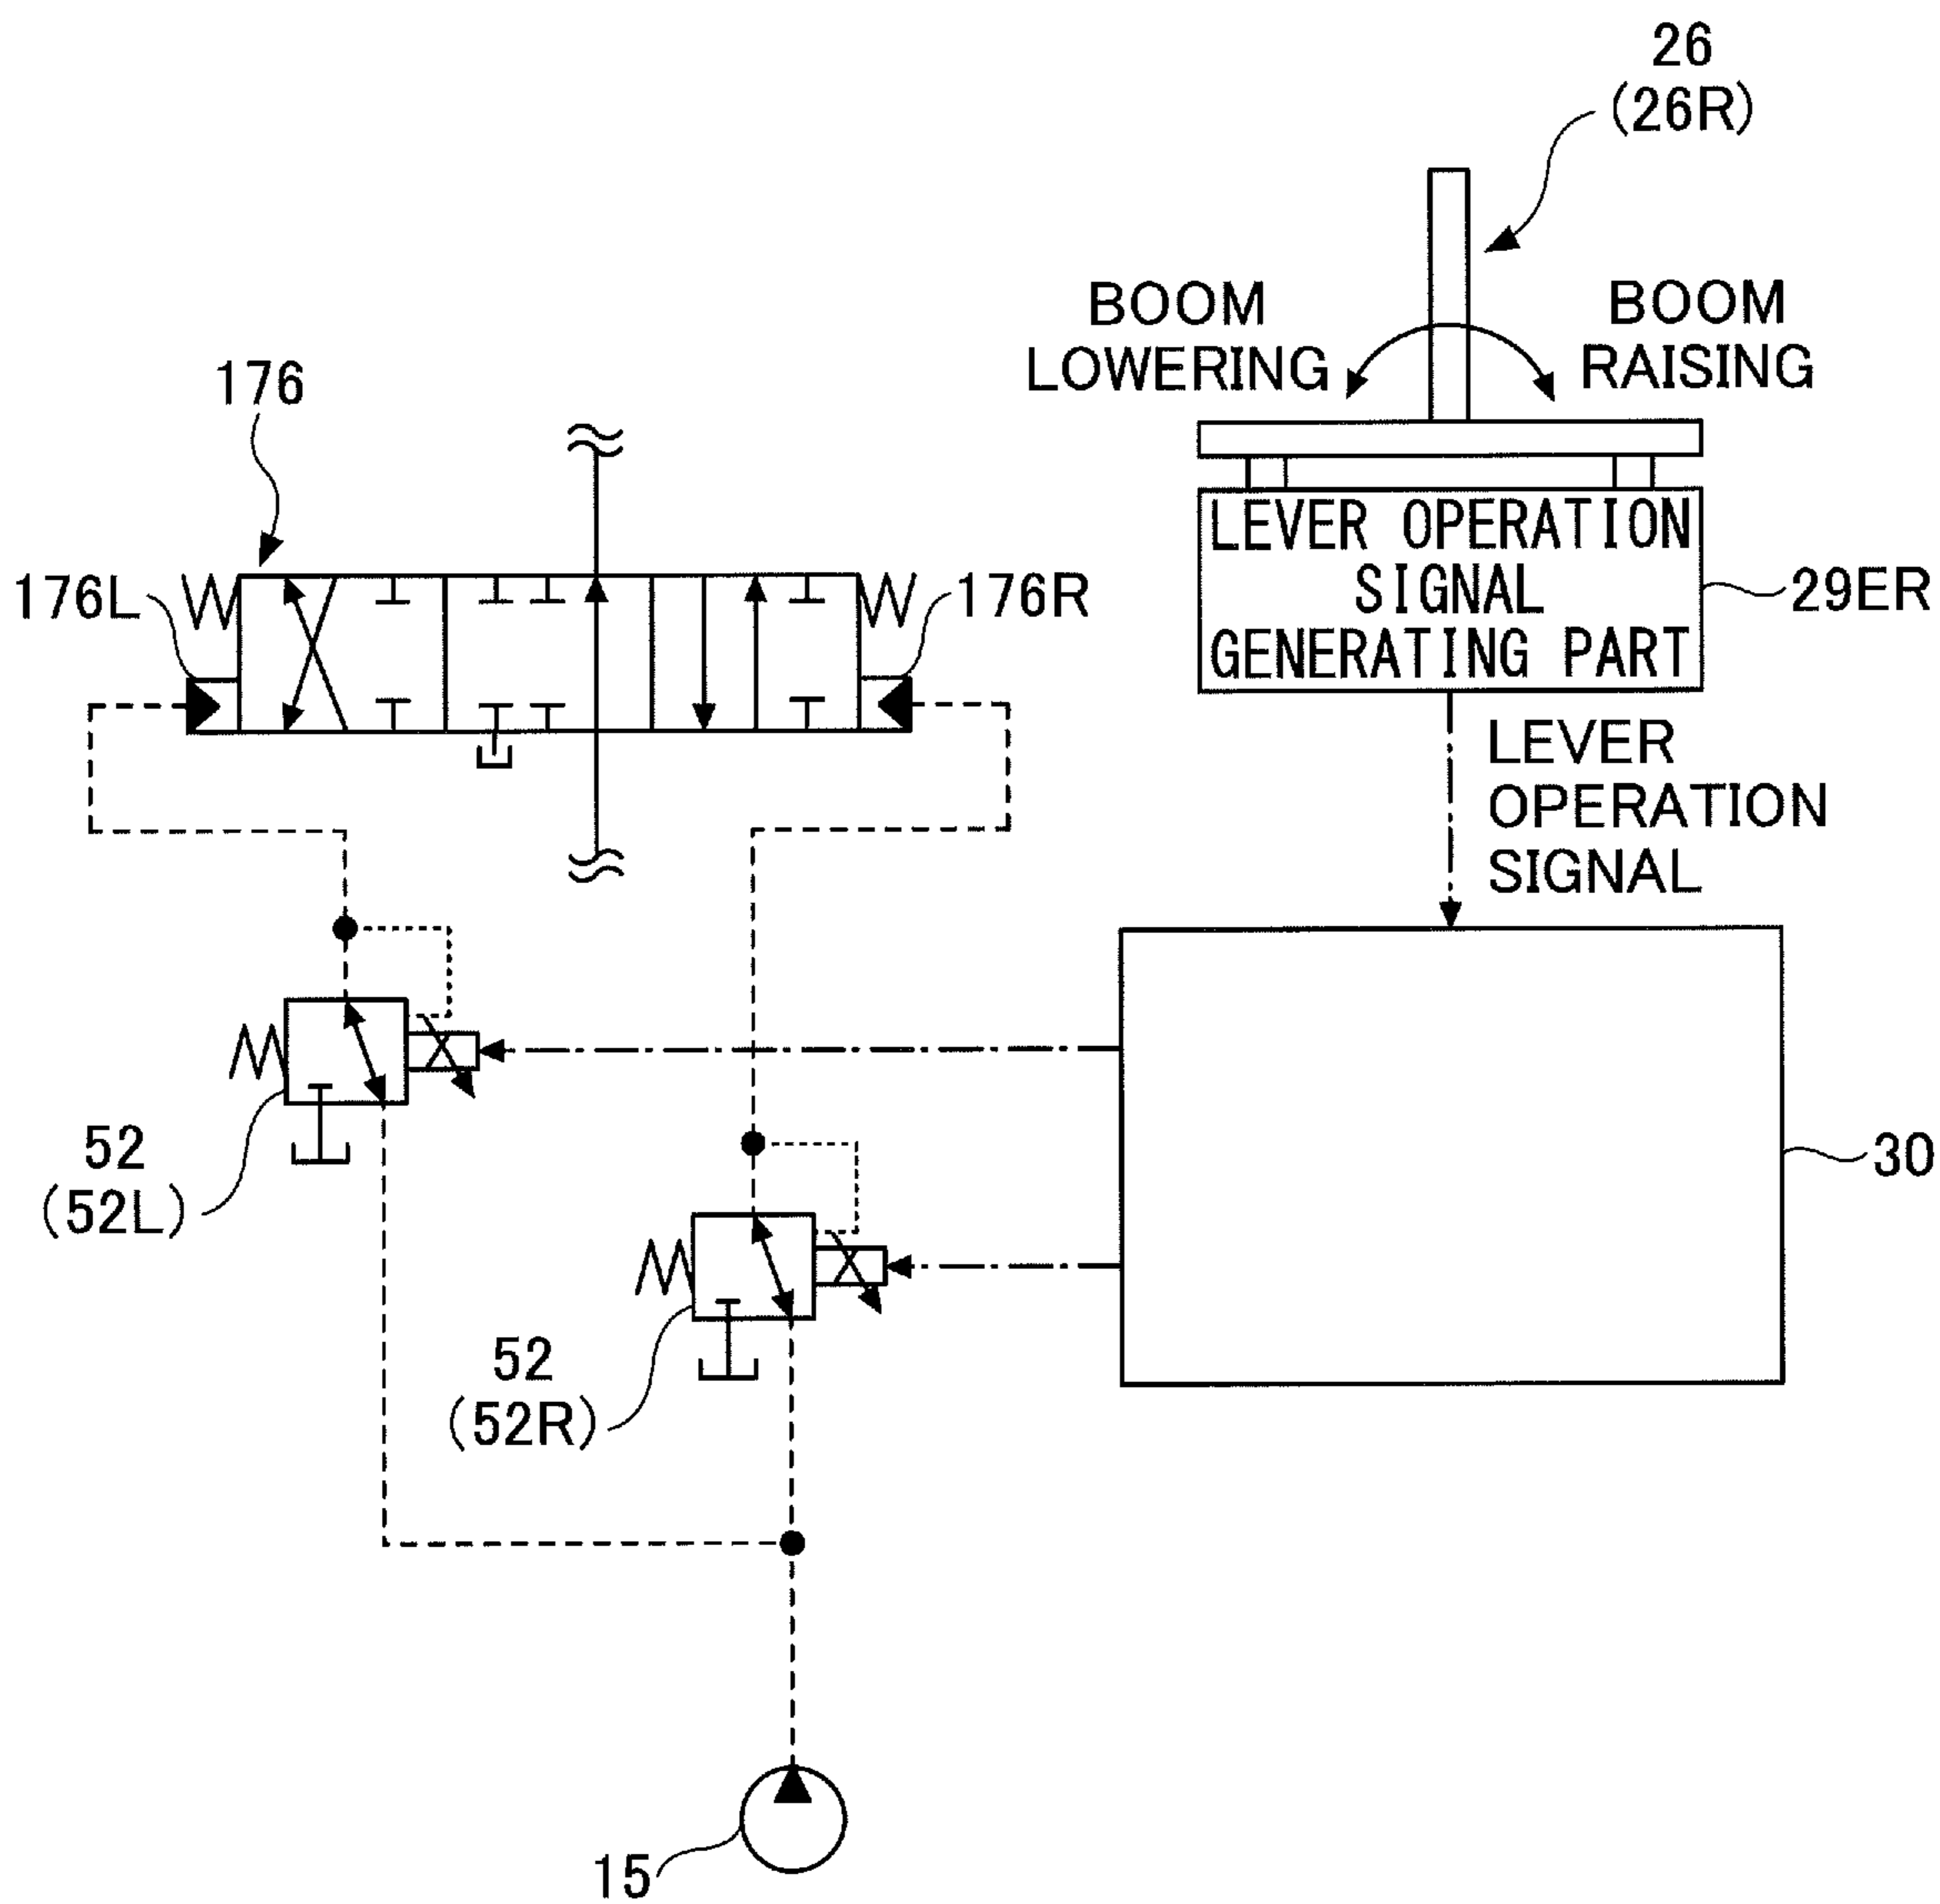 26
(26R)
BOOM
LOWERING
BOOM
RAISING
176
176L
176R
LEVER OPERATION
SIGNAL
GENERATING PART
29ER
LEVER
OPERATION
SIGNAL
52
(52L)
30
52
(52R)
15